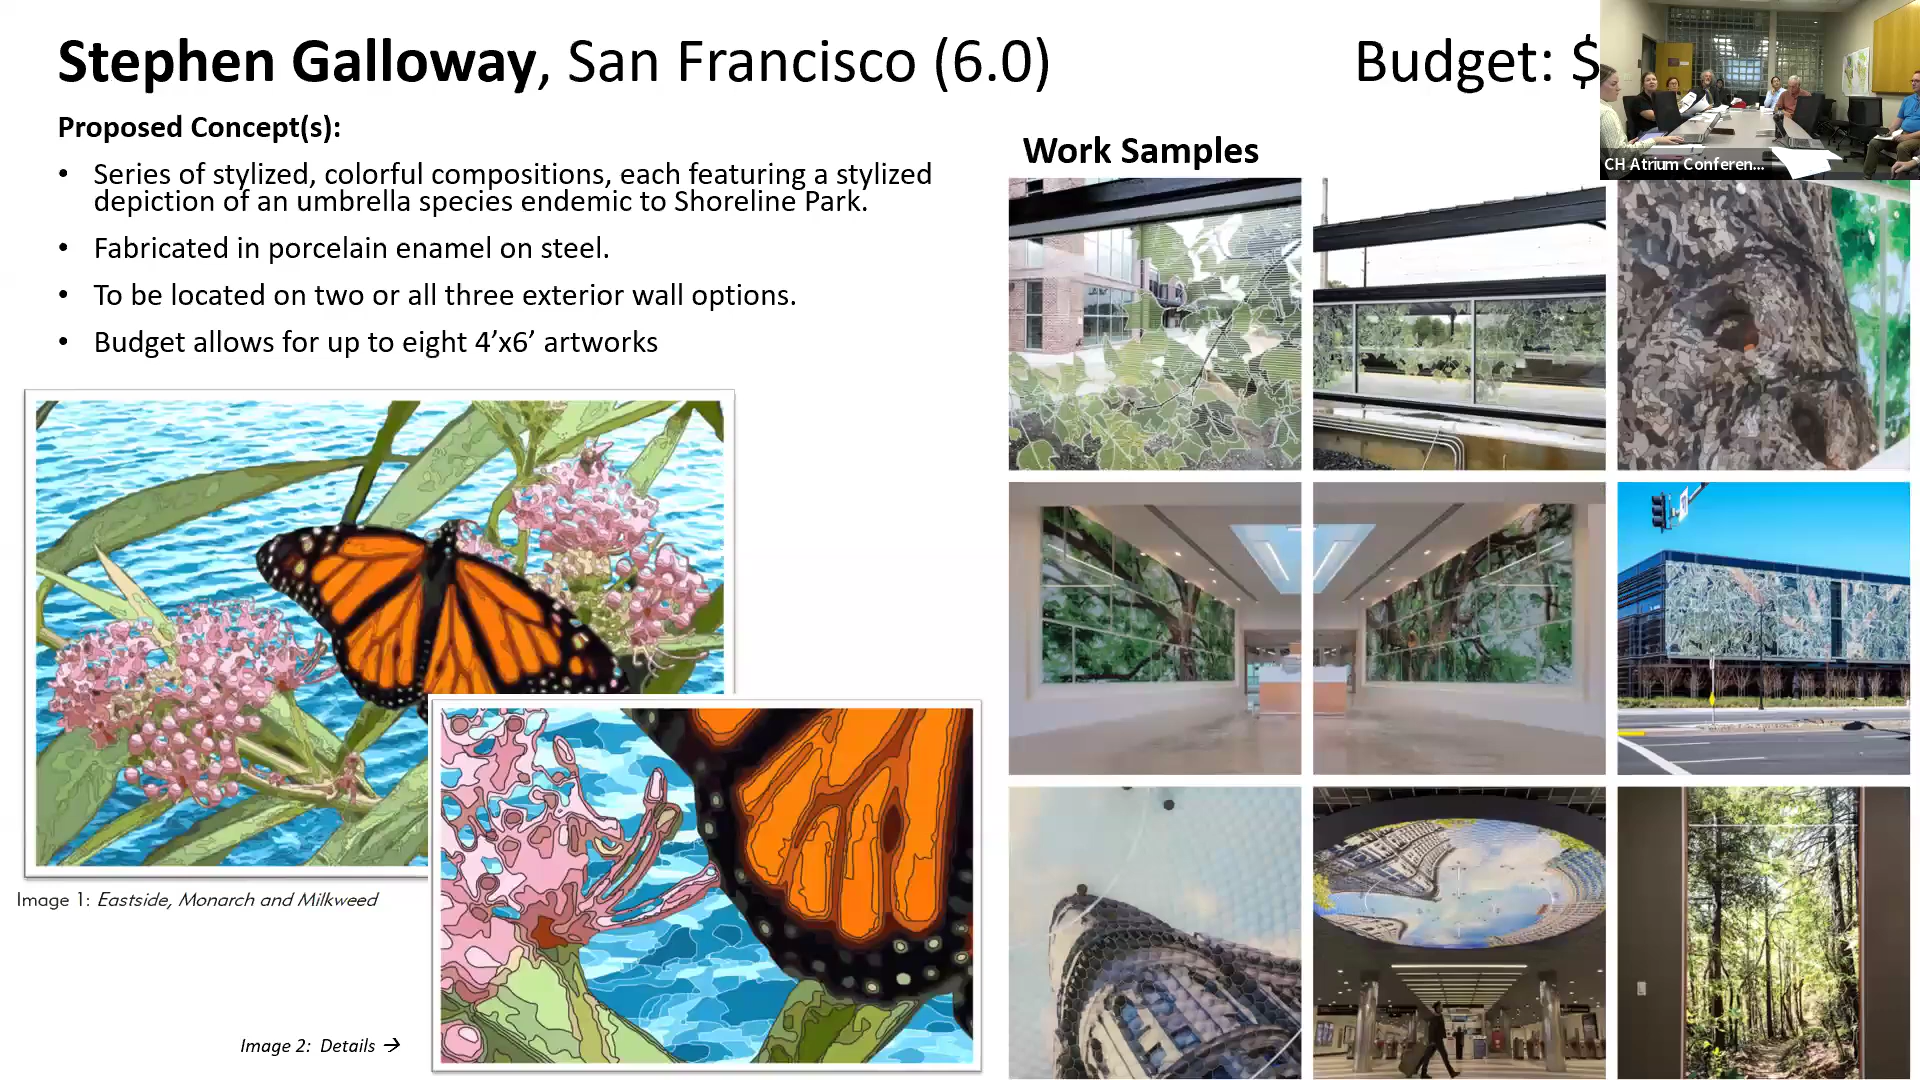 Stephen Galloway, San Francisco (6.0)
Budget: $
Proposed Concept(s):
• Series of stylized, colorful compositions, each featuring a stylized
depiction of an umbrella species endemic to Shoreline Park.
• Fabricated in porcelain enamel on steel.
• To be located on two or all three exterior wall options.
• Budget allows for up to eight 4’x6’ artworks
Work Samples
CH Atrium Conferen...
Image 1: Eastside, Monarch and Milkweed
Image 2: Details →